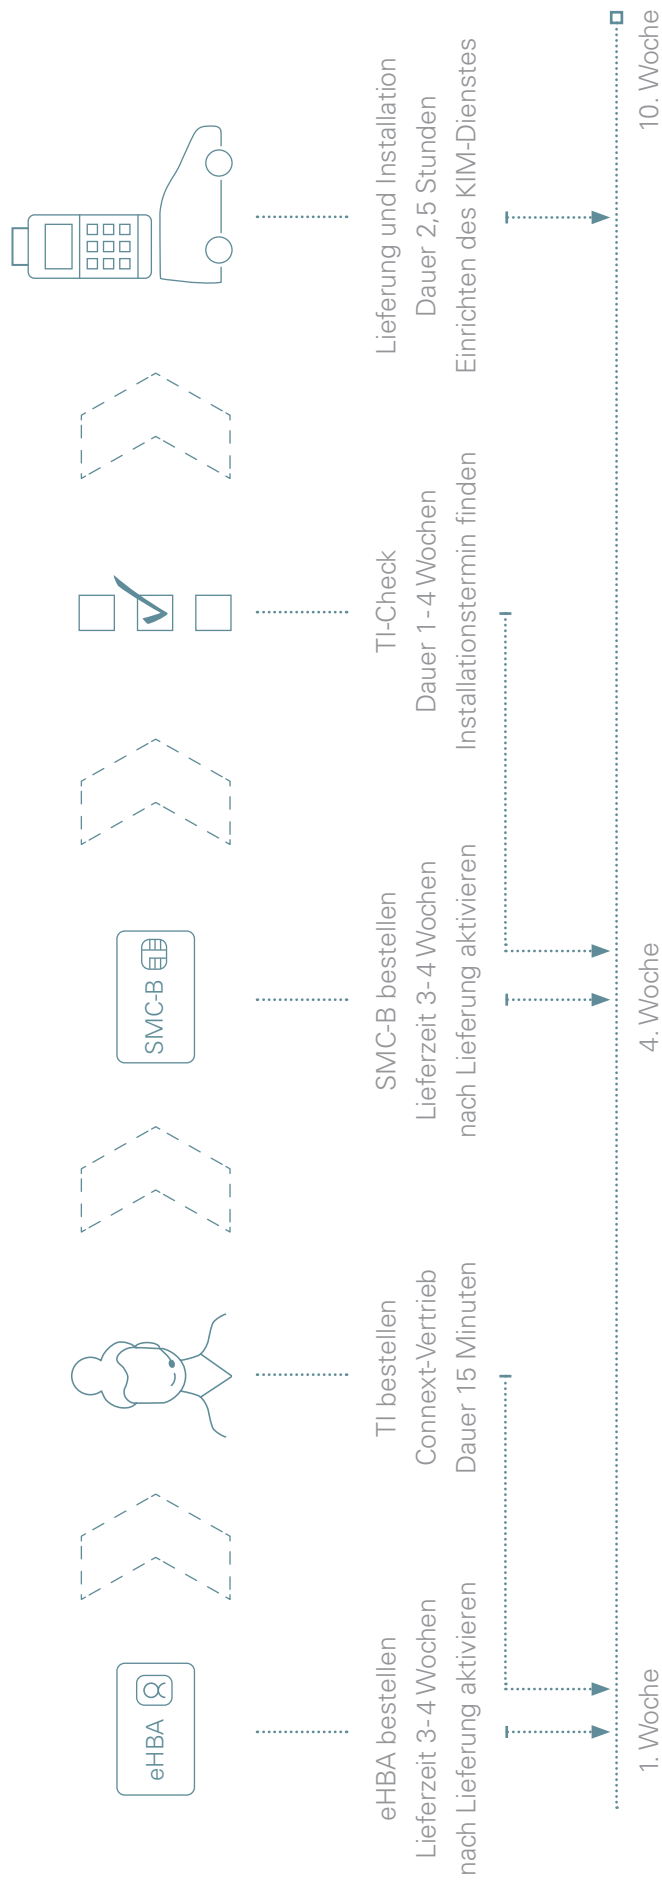 eHBA
eHBA bestellen
Lieferzeit 3-4 Wochen
nach Lieferung aktivieren
TI bestellen
Connext-Vertrieb
Dauer 15 Minuten
SMC-B
SMC-B bestellen
Lieferzeit 3-4 Wochen
nach Lieferung aktivieren
TI-Check
Dauer 1-4 Wochen
Installationstermin finden
Lieferung und Installation
Dauer 2,5 Stunden
Einrichten des KIM-Dienstes
1. Woche
4. Woche
10. Woche